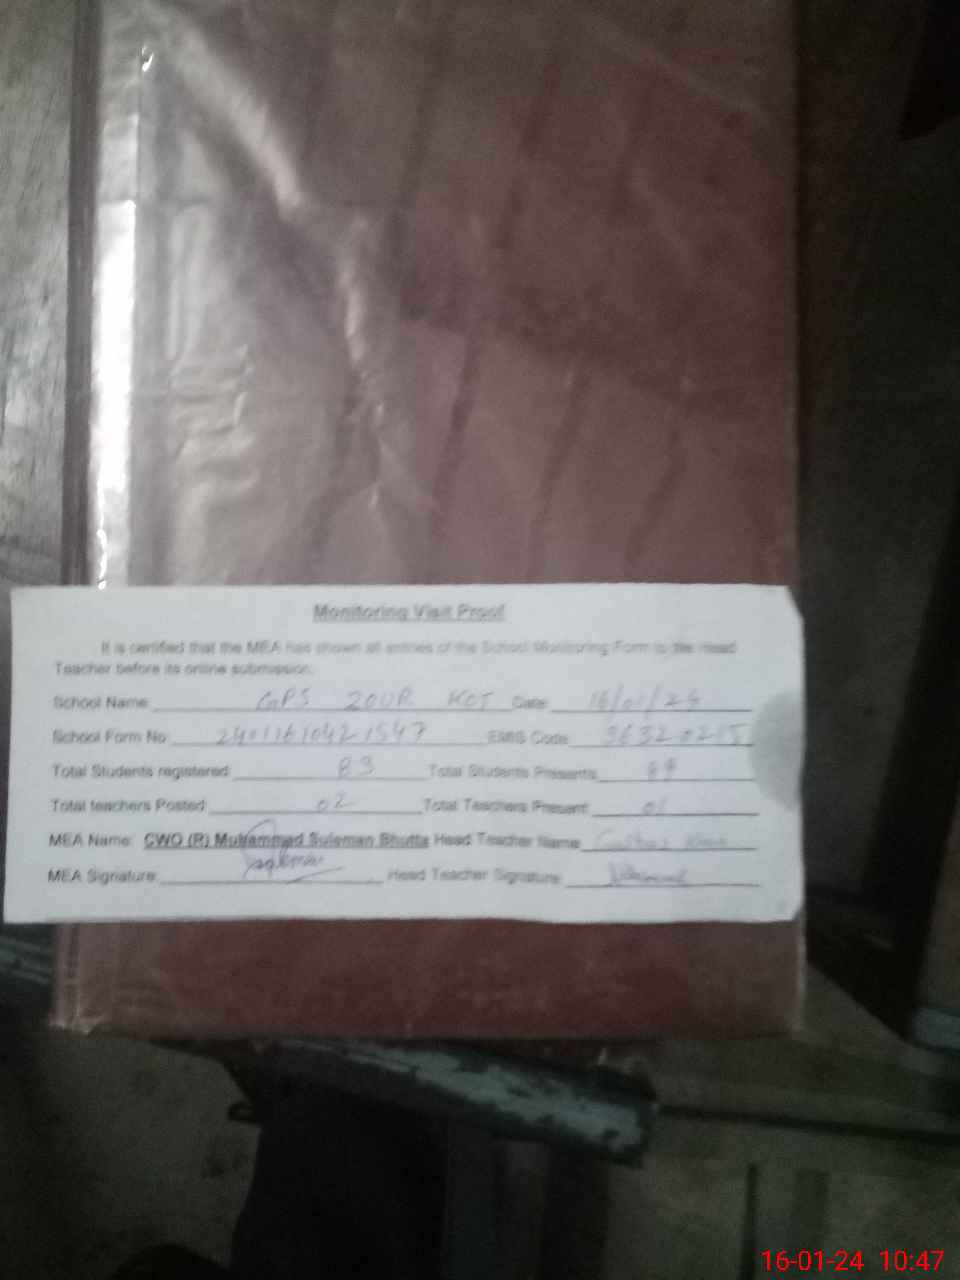 Monitoring Visit Proof
It is certified that the MEA has shown all entries of the School Monitoring Form to the Head
Teacher before its online submission.
School Name: GPS ZOUR KOT Date: 16/01/24
School Form No: 24011610421547 EMIS Code: 36320215
Total Students registered: 83 Total Students Presents:
Total teachers Posted: 02 Total Teachers Present: 01
MEA Name: CWO (R) Muhammad Suleman Bhutta Head Teacher Name:
MEA Signature: Head Teacher Signature:
16-01-24 10:47